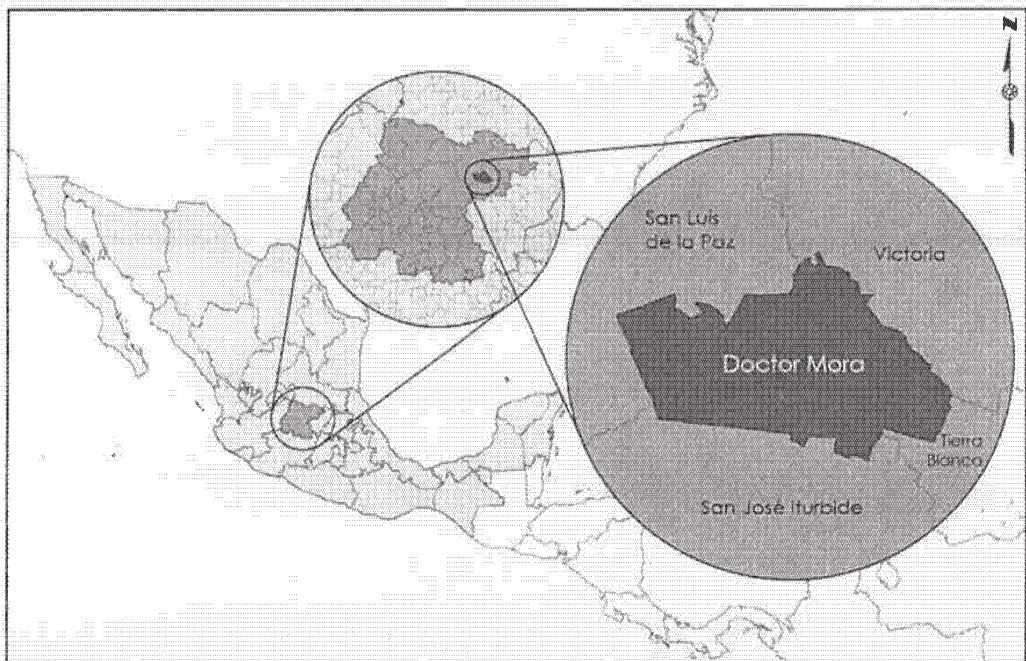 N
San Luis
de la Paz
Victoria
Doctor Mora
Tierra
Blanca
San José Iturbide